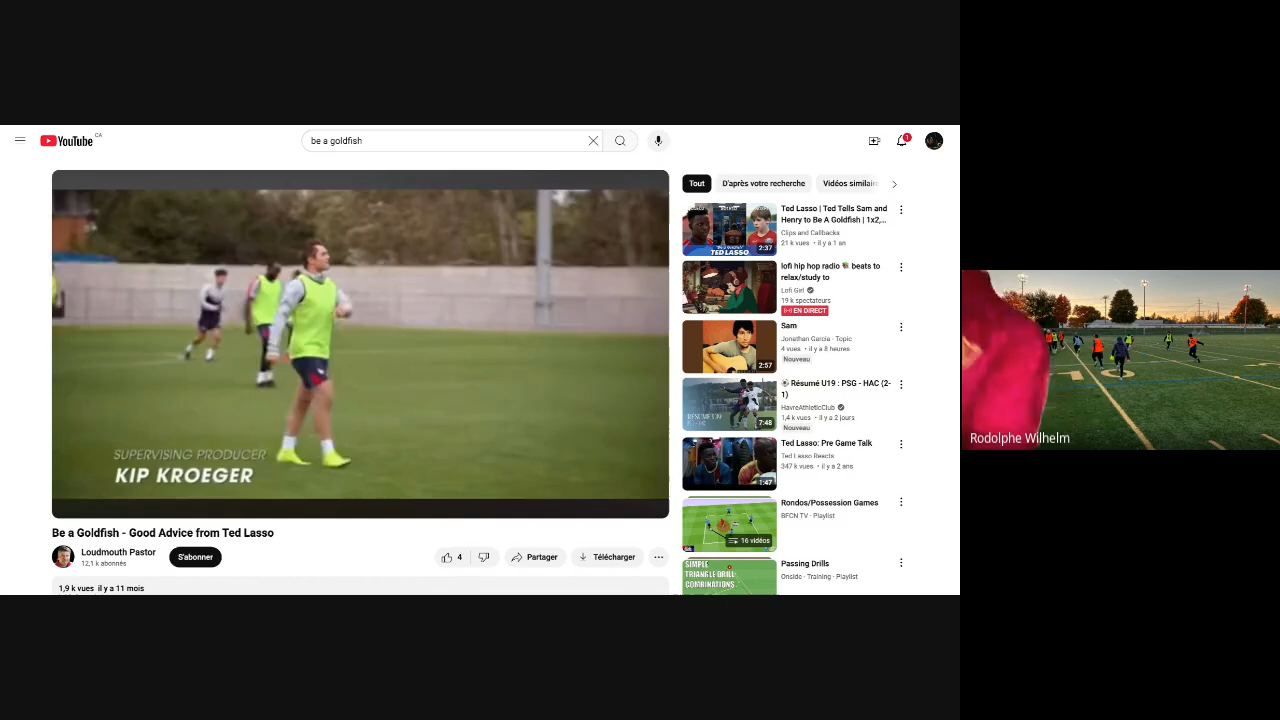 YouTube CA
be a goldfish
1
SUPERVISING PRODUCER
KIP KROEGER
Be a Goldfish - Good Advice from Ted Lasso
Loudmouth Pastor
12,1 k abonnés
S'abonner
4
Partager
Télécharger
1,9 k vues il y a 11 mois
Tout
D'après votre recherche
Vidéos similaire
TED LASSO
2:37
Ted Lasso | Ted Tells Sam and
Henry to Be A Goldfish | 1x2,...
Clips and Callbacks
21 k vues • il y a 1 an
lofi hip hop radio 📚 beats to
relax/study to
Lofi Girl
19 k spectateurs
EN DIRECT
2:57
Sam
Jonathan Garcia - Topic
4 vues • il y a 8 heures
Nouveau
7:48
⚽ Résumé U19 : PSG - HAC (2-
1)
HavreAthleticClub
1,4 k vues • il y a 2 jours
Nouveau
1:47
Ted Lasso: Pre Game Talk
Ted Lasso Reacts
347 k vues • il y a 2 ans
16 vidéos
Rondos/Possession Games
BFCN TV · Playlist
SIMPLE
TRIANGLE DRILL
COMBINATIONS
Passing Drills
Onside - Training · Playlist
Rodolphe Wilhelm